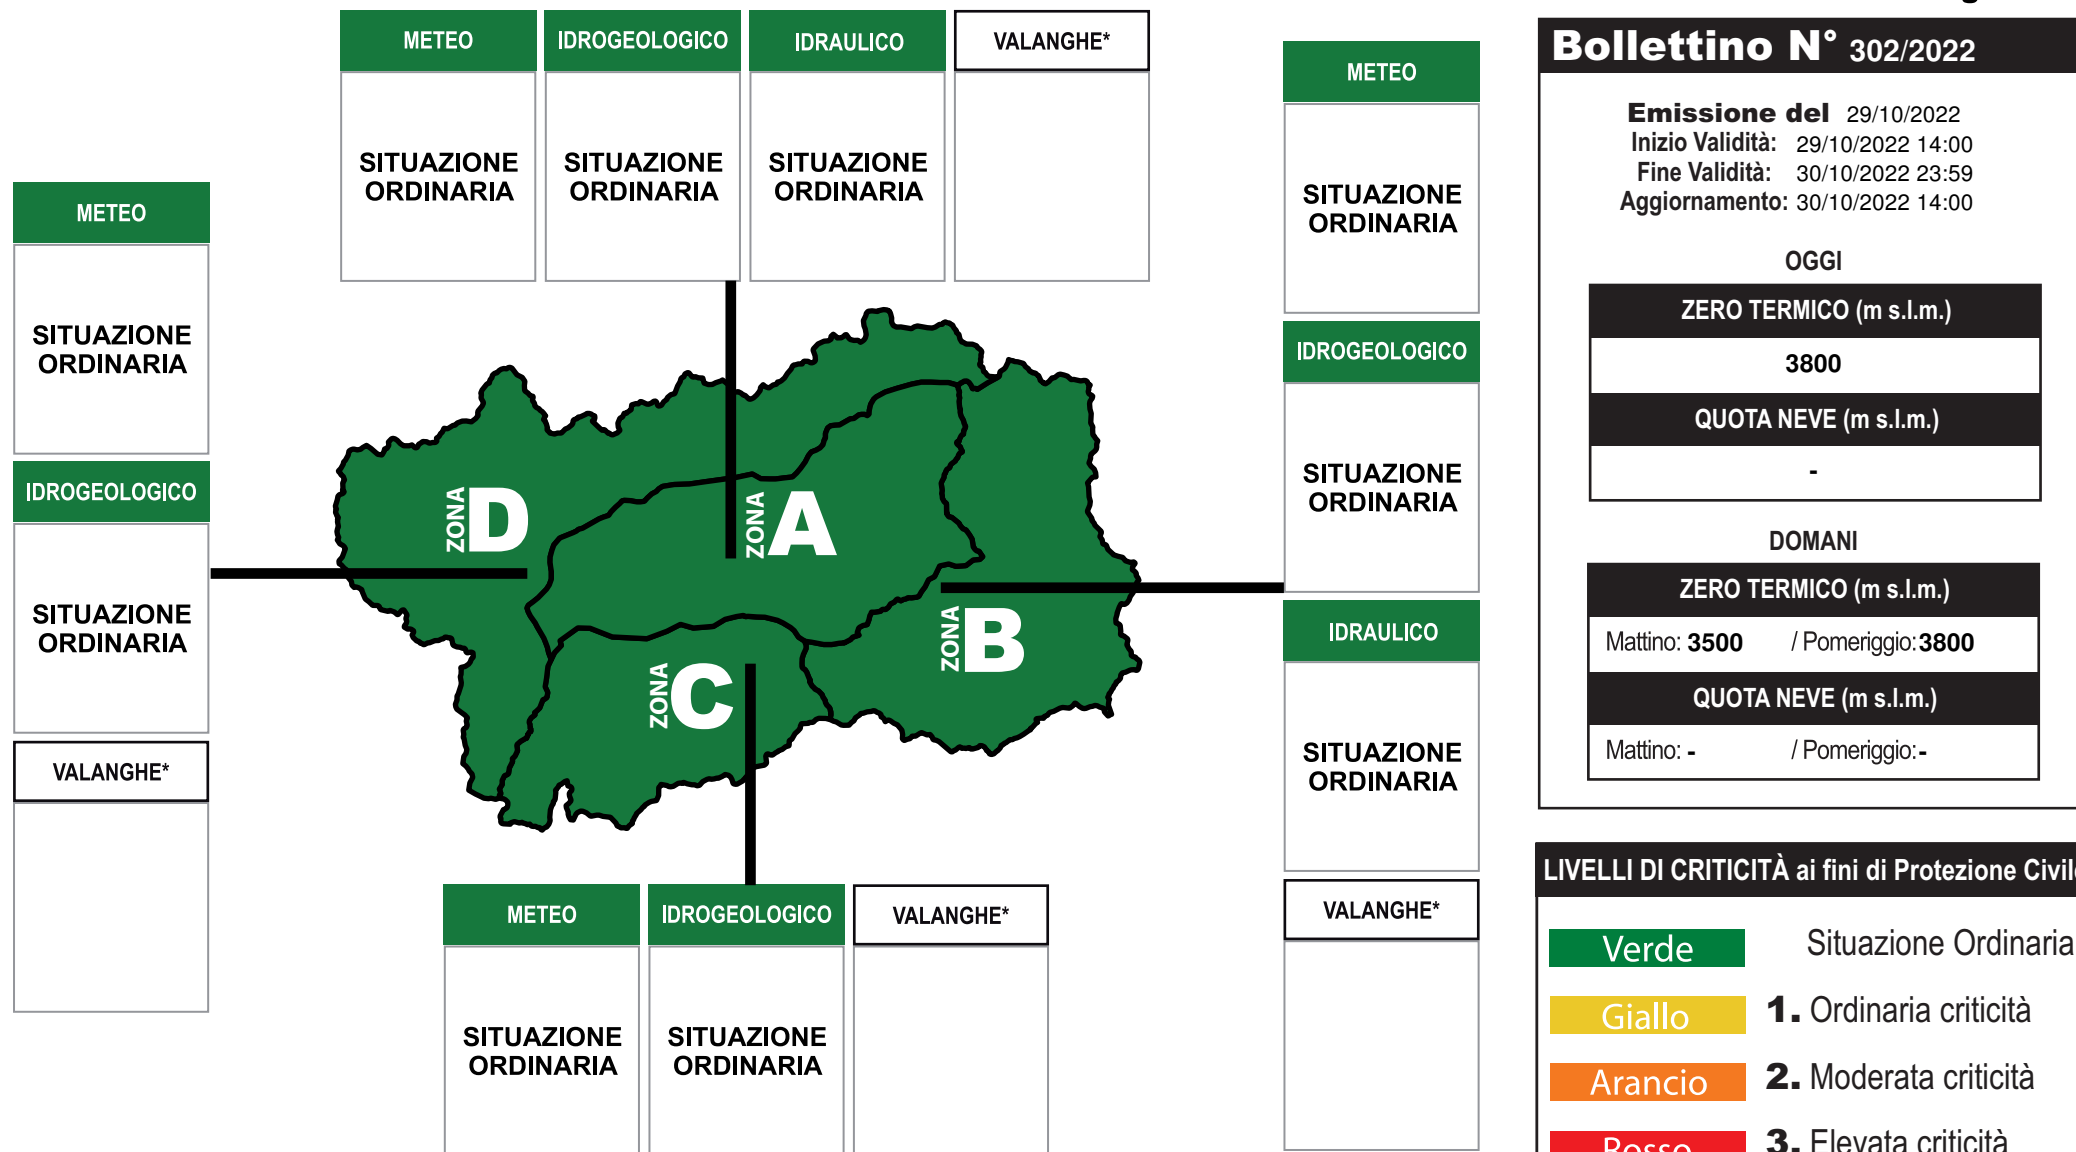 METEO IDROGEOLOGICO IDRAULICO VALANGHE*
SITUAZIONE ORDINARIA
SITUAZIONE ORDINARIA
SITUAZIONE ORDINARIA
METEO
SITUAZIONE
ORDINARIA
IDROGEOLOGICO
SITUAZIONE
ORDINARIA
VALANGHE*
ZONA D
ZONA A
ZONA B
ZONA C
METEO
SITUAZIONE
ORDINARIA
IDROGEOLOGICO
SITUAZIONE
ORDINARIA
IDRAULICO
SITUAZIONE
ORDINARIA
VALANGHE*
METEO IDROGEOLOGICO VALANGHE*
SITUAZIONE ORDINARIA
SITUAZIONE ORDINARIA
Bollettino N° 302/2022
Emissione del 29/10/2022
Inizio Validità: 29/10/2022 14:00
Fine Validità: 30/10/2022 23:59
Aggiornamento: 30/10/2022 14:00
OGGI
ZERO TERMICO (m s.l.m.)
3800
QUOTA NEVE (m s.l.m.)
-
DOMANI
ZERO TERMICO (m s.l.m.)
Mattino: 3500 / Pomeriggio: 3800
QUOTA NEVE (m s.l.m.)
Mattino: - / Pomeriggio: -
LIVELLI DI CRITICITÀ ai fini di Protezione Civile
Verde Situazione Ordinaria
Giallo 1. Ordinaria criticità
Arancio 2. Moderata criticità
Rosso 3. Elevata criticità